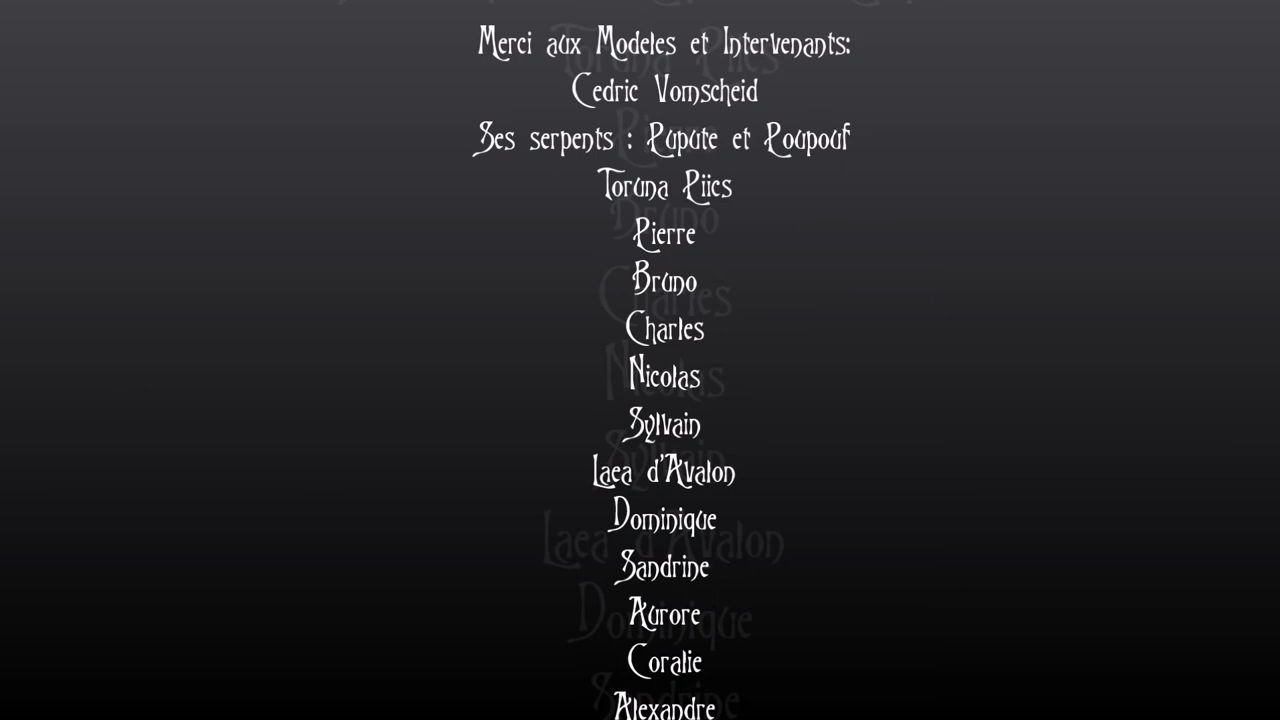 Merci aux Modeles et Intervenants:
Cedric Vomscheid
Ses serpents : Pupute et Poupouf
Toruna Piics
Pierre
Bruno
Charles
Nicolas
Sylvain
Laea d'Avalon
Dominique
Sandrine
Aurore
Coralie
Alexandre